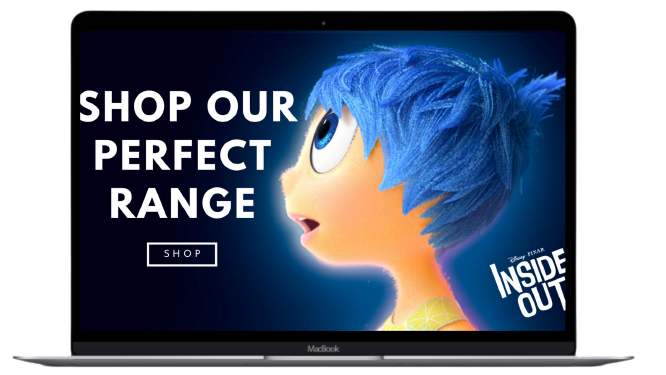 SHOP OUR
PERFECT
RANGE
SHOP
Disney PIXAR
INSIDE
OUT
MacBook